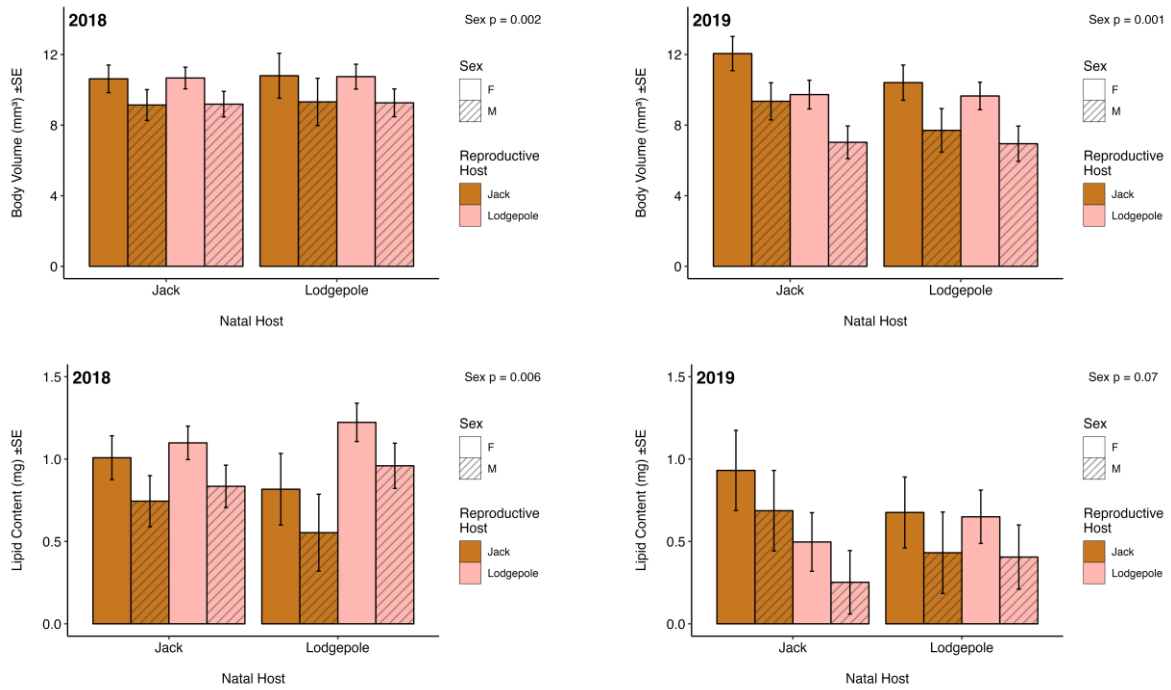 2018
Sex p = 0.002
Body Volume (mm³) ±SE
12
8
4
0
Jack
Lodgepole
Natal Host
Sex
F
M
Reproductive
Host
Jack
Lodgepole
2019
Sex p = 0.001
Body Volume (mm³) ±SE
12
8
4
0
Jack
Lodgepole
Natal Host
Sex
F
M
Reproductive
Host
Jack
Lodgepole
2018
Sex p = 0.006
Lipid Content (mg) ±SE
1.5
1.0
0.5
0.0
Jack
Lodgepole
Natal Host
Sex
F
M
Reproductive
Host
Jack
Lodgepole
2019
Sex p = 0.07
Lipid Content (mg) ±SE
1.5
1.0
0.5
0.0
Jack
Lodgepole
Natal Host
Sex
F
M
Reproductive
Host
Jack
Lodgepole